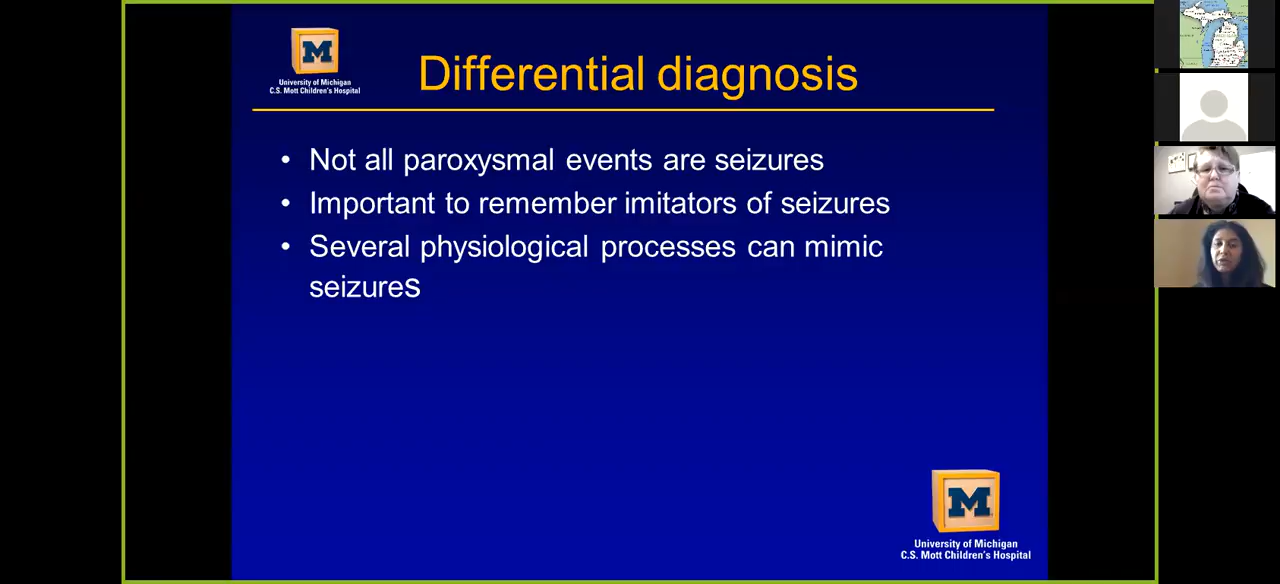 M
University of Michigan
C.S. Mott Children's Hospital
Differential diagnosis
• Not all paroxysmal events are seizures
• Important to remember imitators of seizures
• Several physiological processes can mimic
seizures
M
University of Michigan
C.S. Mott Children's Hospital